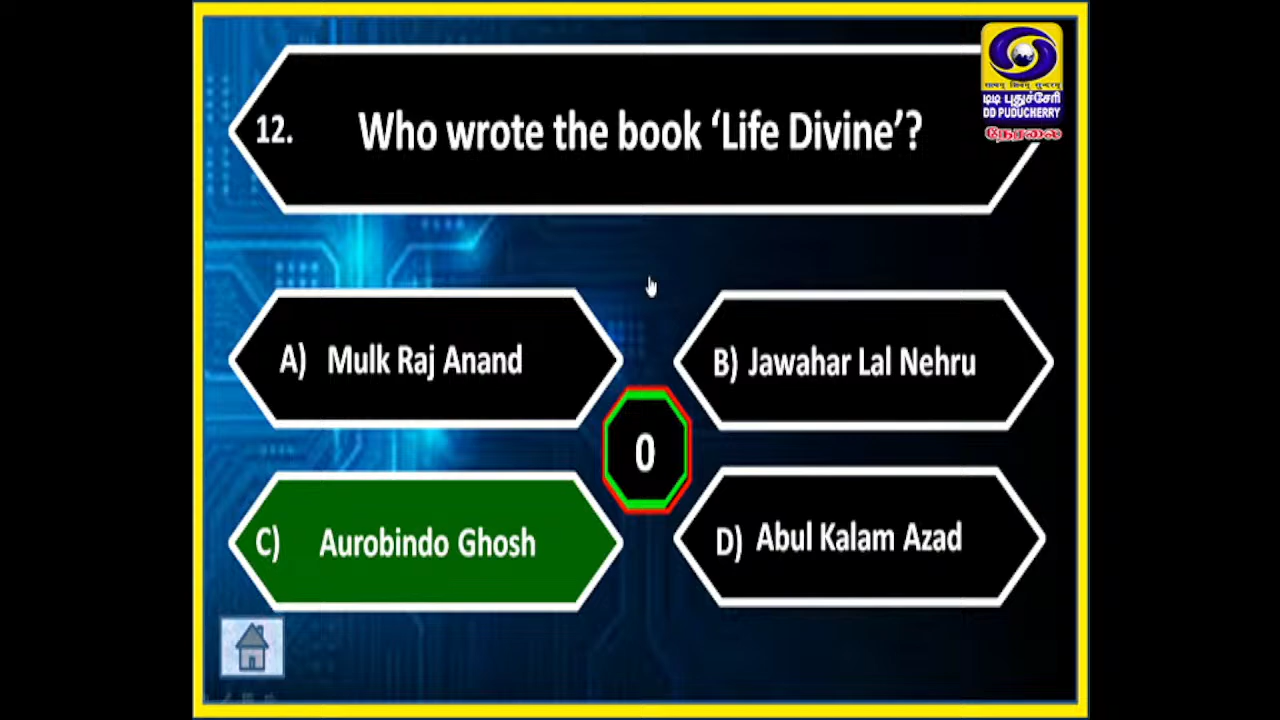 12.
Who wrote the book ‘Life Divine’?
டிடி புதுச்சேரி
DD PUDUCHERRY
நேரலை
A) Mulk Raj Anand
B) Jawahar Lal Nehru
0
C) Aurobindo Ghosh
D) Abul Kalam Azad